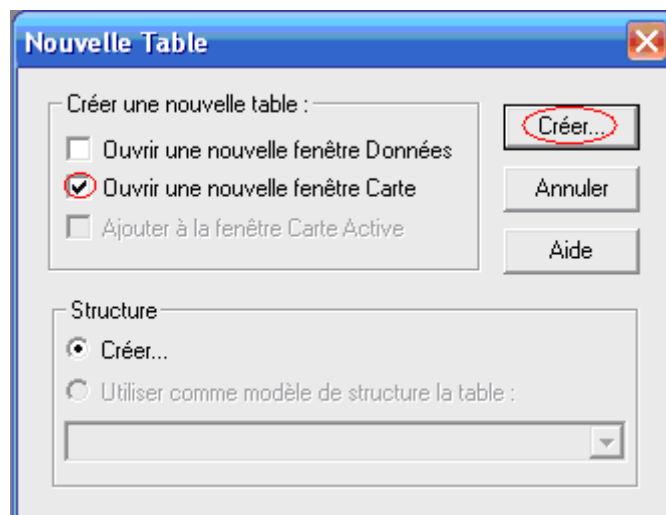 Nouvelle Table
Créer une nouvelle table :
Ouvrir une nouvelle fenêtre Données
Ouvrir une nouvelle fenêtre Carte
Ajouter à la fenêtre Carte Active
Créer...
Annuler
Aide
Structure
Créer...
Utiliser comme modèle de structure la table :